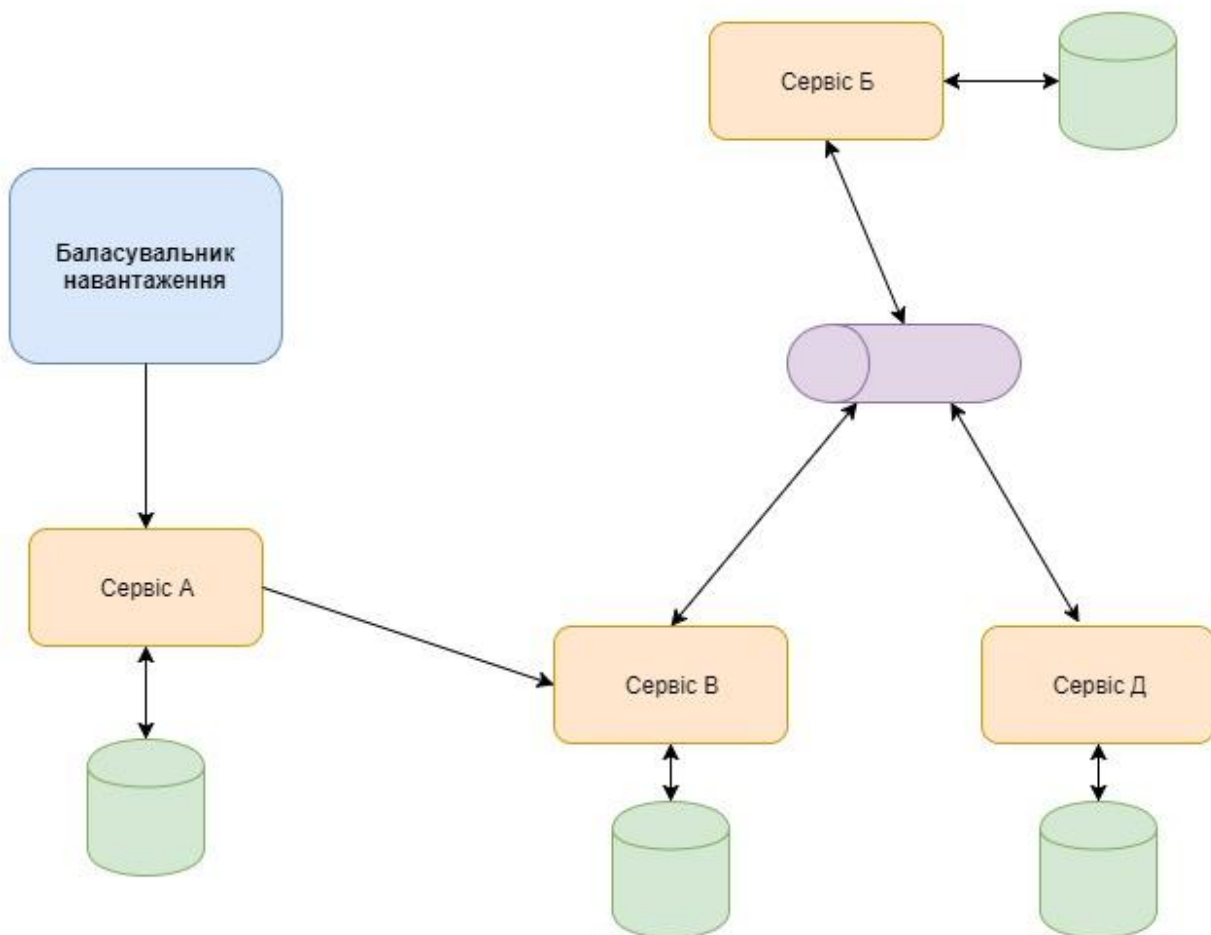 Сервіс Б
Баласувальник
навантаження
Сервіс А
Сервіс В
Сервіс Д